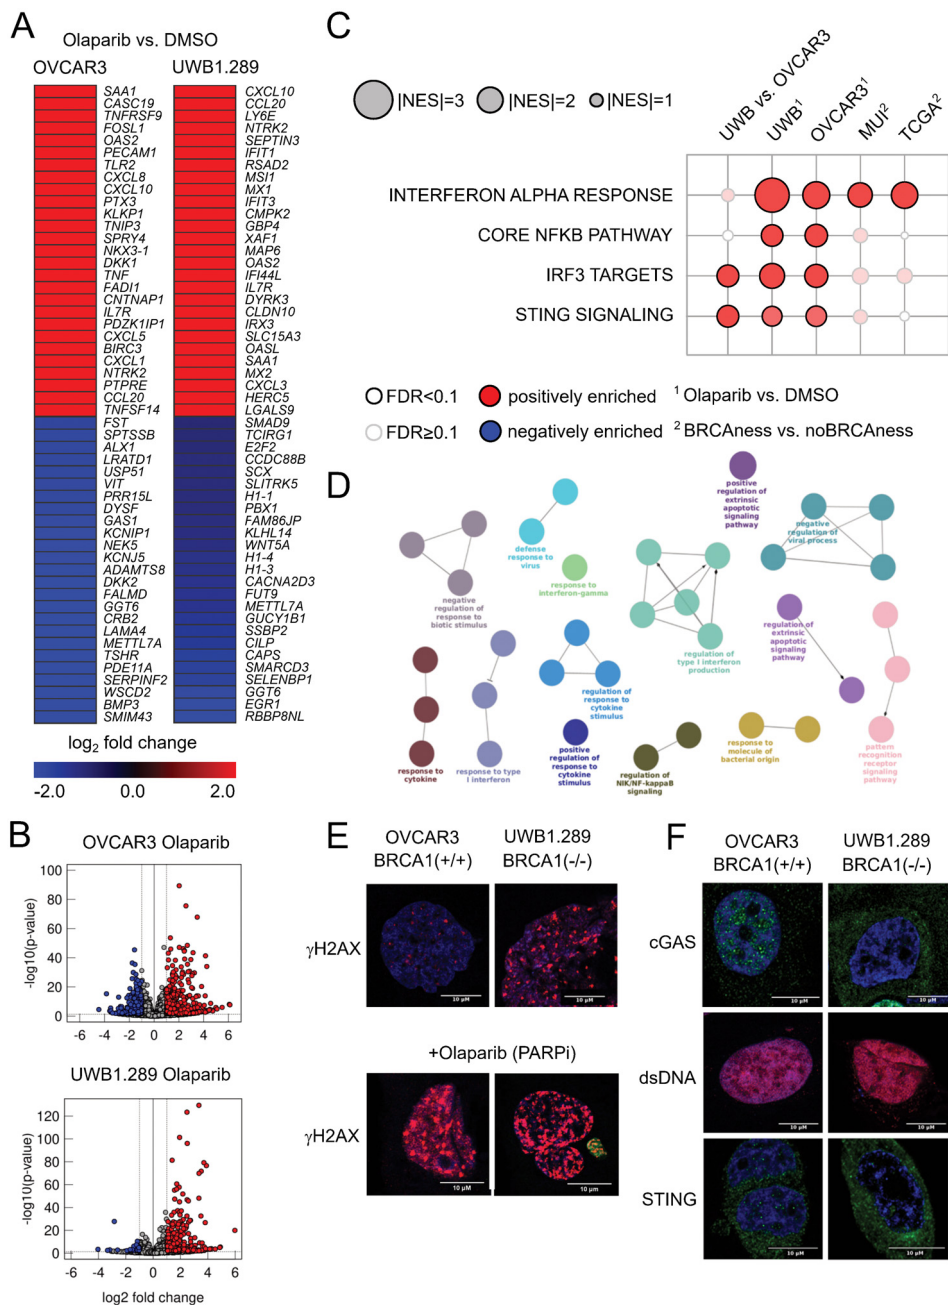 A
Olaparib vs. DMSO
OVCAR3
UWB1.289
SAA1
CASC19
TNFRSF9
FOSL1
OAS2
PECAM1
TLR2
CXCL8
CXCL10
PTX3
KLKP1
TNIP3
SPRY4
NKX3-1
DKK1
TNF
FADI1
CNTNAP1
IL7R
PDZK1IP1
CXCL5
BIRC3
CXCL1
NTRK2
PTPRE
CCL20
TNFSF14
FST
SPTSSB
ALX1
LRATD1
USP51
VIT
PRR15L
DYSF
GAS1
KCNIP1
NEK5
KCNJ5
ADAMTS8
DKK2
FALMD
GGT6
CRB2
LAMA4
METTL7A
TSHR
PDE11A
SERPINF2
WSCD2
BMP3
SMIM43
CXCL10
CCL20
LY6E
NTRK2
SEPTIN3
IFIT1
RSAD2
MSI1
MX1
IFIT3
CMPK2
GBP4
XAF1
MAP6
OAS2
IFI44L
IL7R
DYRK3
CLDN10
IRX3
SLC15A3
OASL
SAA1
MX2
CXCL3
HERC5
LGALS9
SMAD9
TCIRG1
E2F2
CCDC88B
SCX
SLITRK5
H1-1
PBX1
FAM86JP
KLHL14
WNT5A
H1-4
H1-3
CACNA2D3
FUT9
METTL7A
GUCY1B1
SSBP2
CILP
CAPS
SMARCD3
SELENBP1
GGT6
EGR1
RBBP8NL
log2 fold change
-2.0
0.0
2.0
B
OVCAR3 Olaparib
-log10(p-value)
100
80
60
40
20
0
-6
-4
-2
0
2
4
6
UWB1.289 Olaparib
-log10(p-value)
120
100
80
60
40
20
0
-6
-4
-2
0
2
4
6
log2 fold change
C
|NES|=3
|NES|=2
|NES|=1
UWB vs. OVCAR3
UWB1
OVCAR31
MUI2
TCGA2
INTERFERON ALPHA RESPONSE
CORE NFKB PATHWAY
IRF3 TARGETS
STING SIGNALING
FDR<0.1
positively enriched
1 Olaparib vs. DMSO
FDR≥0.1
negatively enriched
2 BRCAness vs. noBRCAness
D
positive
regulation of
extrinsic
apoptotic
signaling
pathway
negative
regulation of
viral process
defense
response to
virus
response to
interferon-gamma
negative
regulation of
response to
biotic stimulus
regulation of
type I interferon
production
regulation of
extrinsic
apoptotic
signaling
pathway
regulation of
response to
cytokine
stimulus
response to
cytokine
response to type
I interferon
positive
regulation of
response to
cytokine stimulus
regulation of
NIK/NF-kappaB
signaling
response to
molecule of
bacterial origin
pattern
recognition
receptor
signaling
pathway
E
OVCAR3
BRCA1(+/+)
UWB1.289
BRCA1(-/-)
γH2AX
10 µM
10 µM
+Olaparib (PARPi)
γH2AX
10 µM
10 µm
F
OVCAR3
BRCA1(+/+)
UWB1.289
BRCA1(-/-)
cGAS
10 µM
10 µM
dsDNA
10 µM
10 µM
STING
10 µM
10 µM